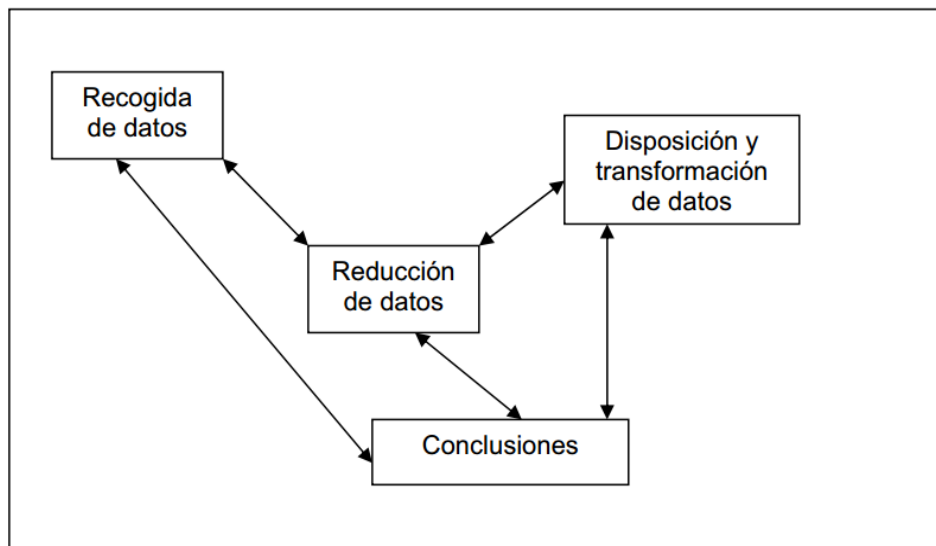 Recogida
de datos
Disposición y
transformación
de datos
Reducción
de datos
Conclusiones